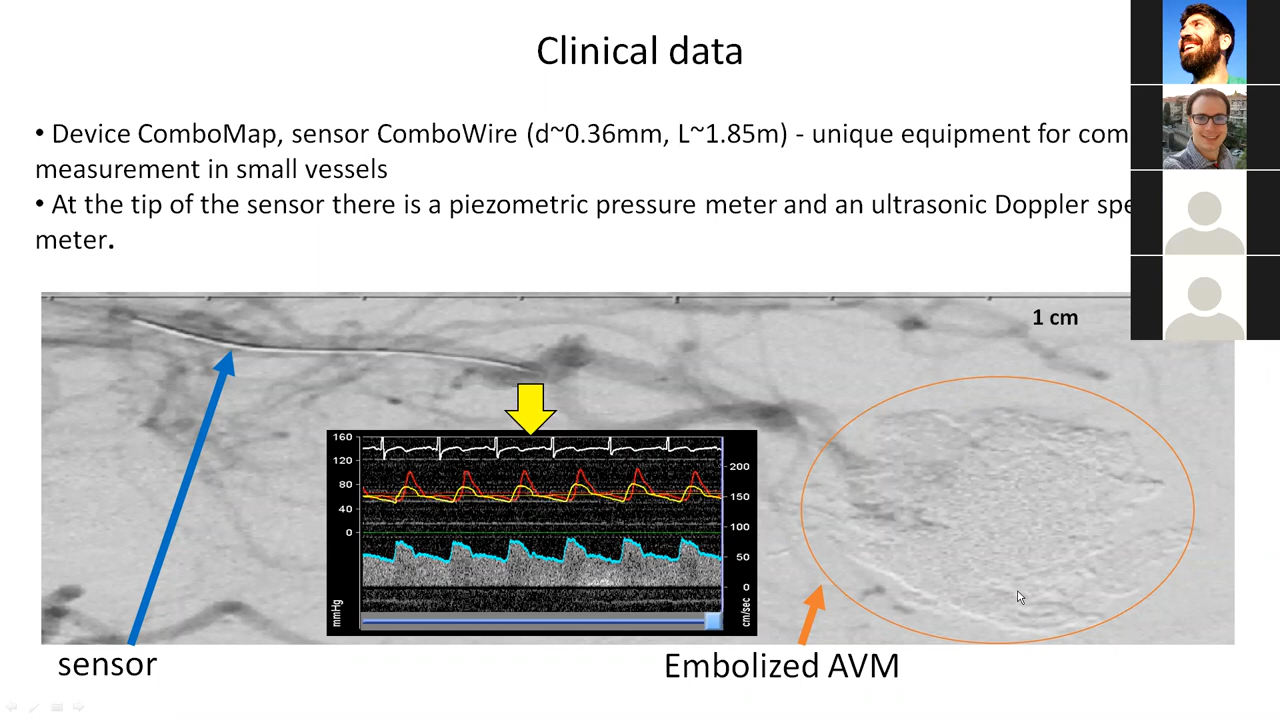 Clinical data
• Device ComboMap, sensor ComboWire (d~0.36mm, L~1.85m) - unique equipment for
measurement in small vessels
• At the tip of the sensor there is a piezometric pressure meter and an ultrasonic Doppler
meter.
1 cm
160
120
80
40
0
mmHg
200
150
100
50
0
cm/sec
sensor
Embolized AVM